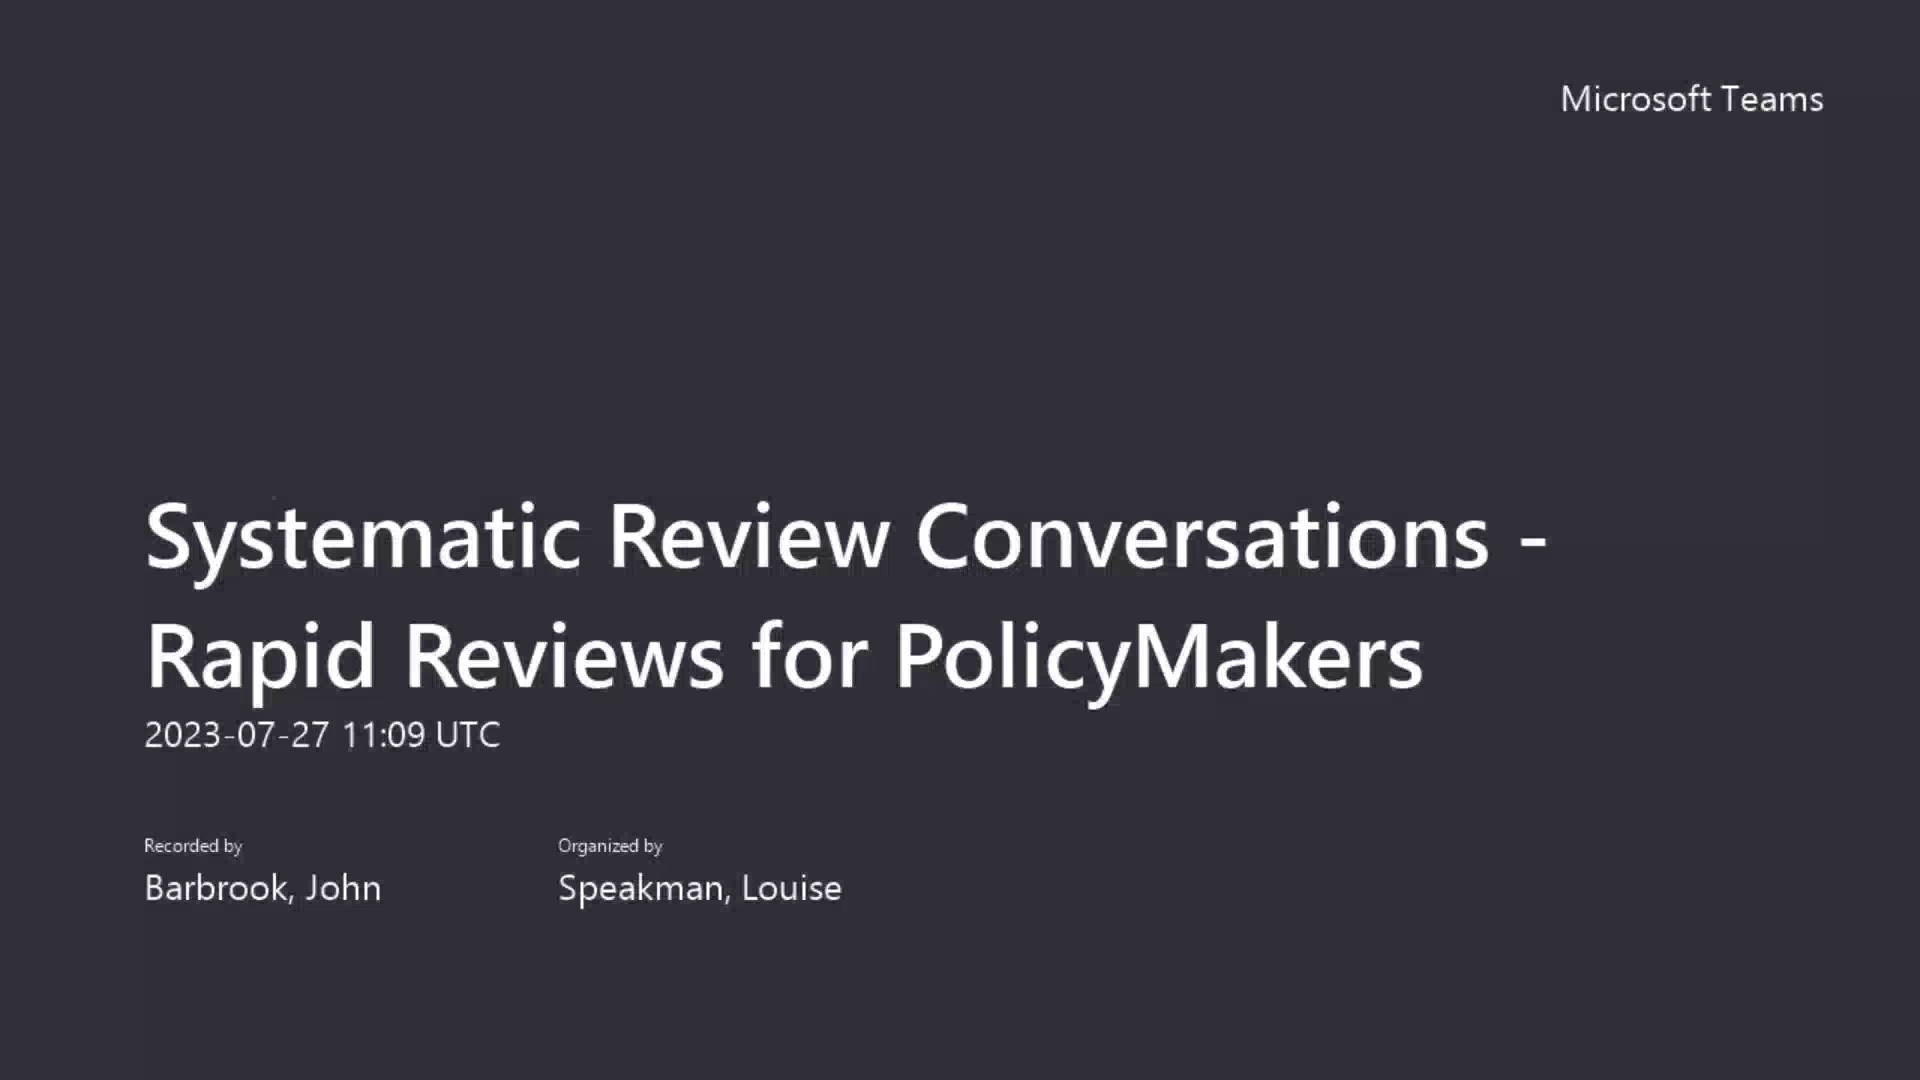 Microsoft Teams
Systematic Review Conversations -
Rapid Reviews for PolicyMakers
2023-07-27 11:09 UTC
Recorded by
Organized by
Barbrook, John
Speakman, Louise